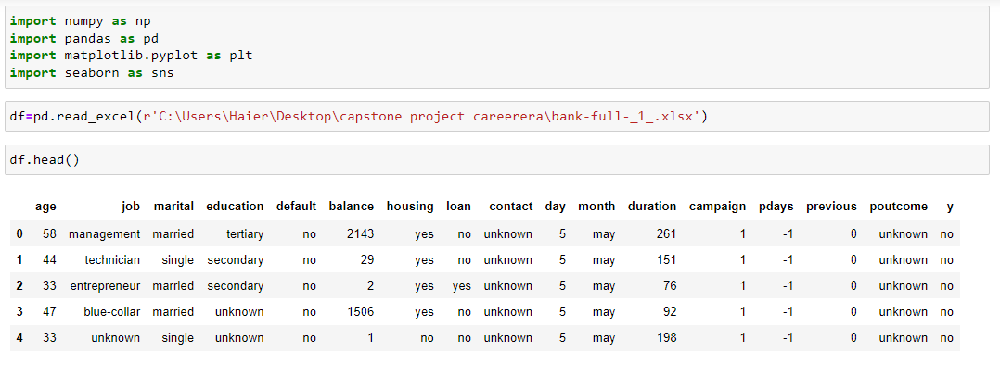 import numpy as np
import pandas as pd
import matplotlib.pyplot as plt
import seaborn as sns
df=pd.read_excel(r'C:\Users\Haier\Desktop\capstone project careerera\bank-full-_1_.xlsx')
df.head()
age job marital education default balance housing loan contact day month duration campaign pdays previous poutcome y
0 58 management married tertiary no 2143 yes no unknown 5 may 261 1 -1 0 unknown no
1 44 technician single secondary no 29 yes no unknown 5 may 151 1 -1 0 unknown no
2 33 entrepreneur married secondary no 2 yes yes unknown 5 may 76 1 -1 0 unknown no
3 47 blue-collar married unknown no 1506 yes no unknown 5 may 92 1 -1 0 unknown no
4 33 unknown single unknown no 1 no no unknown 5 may 198 1 -1 0 unknown no